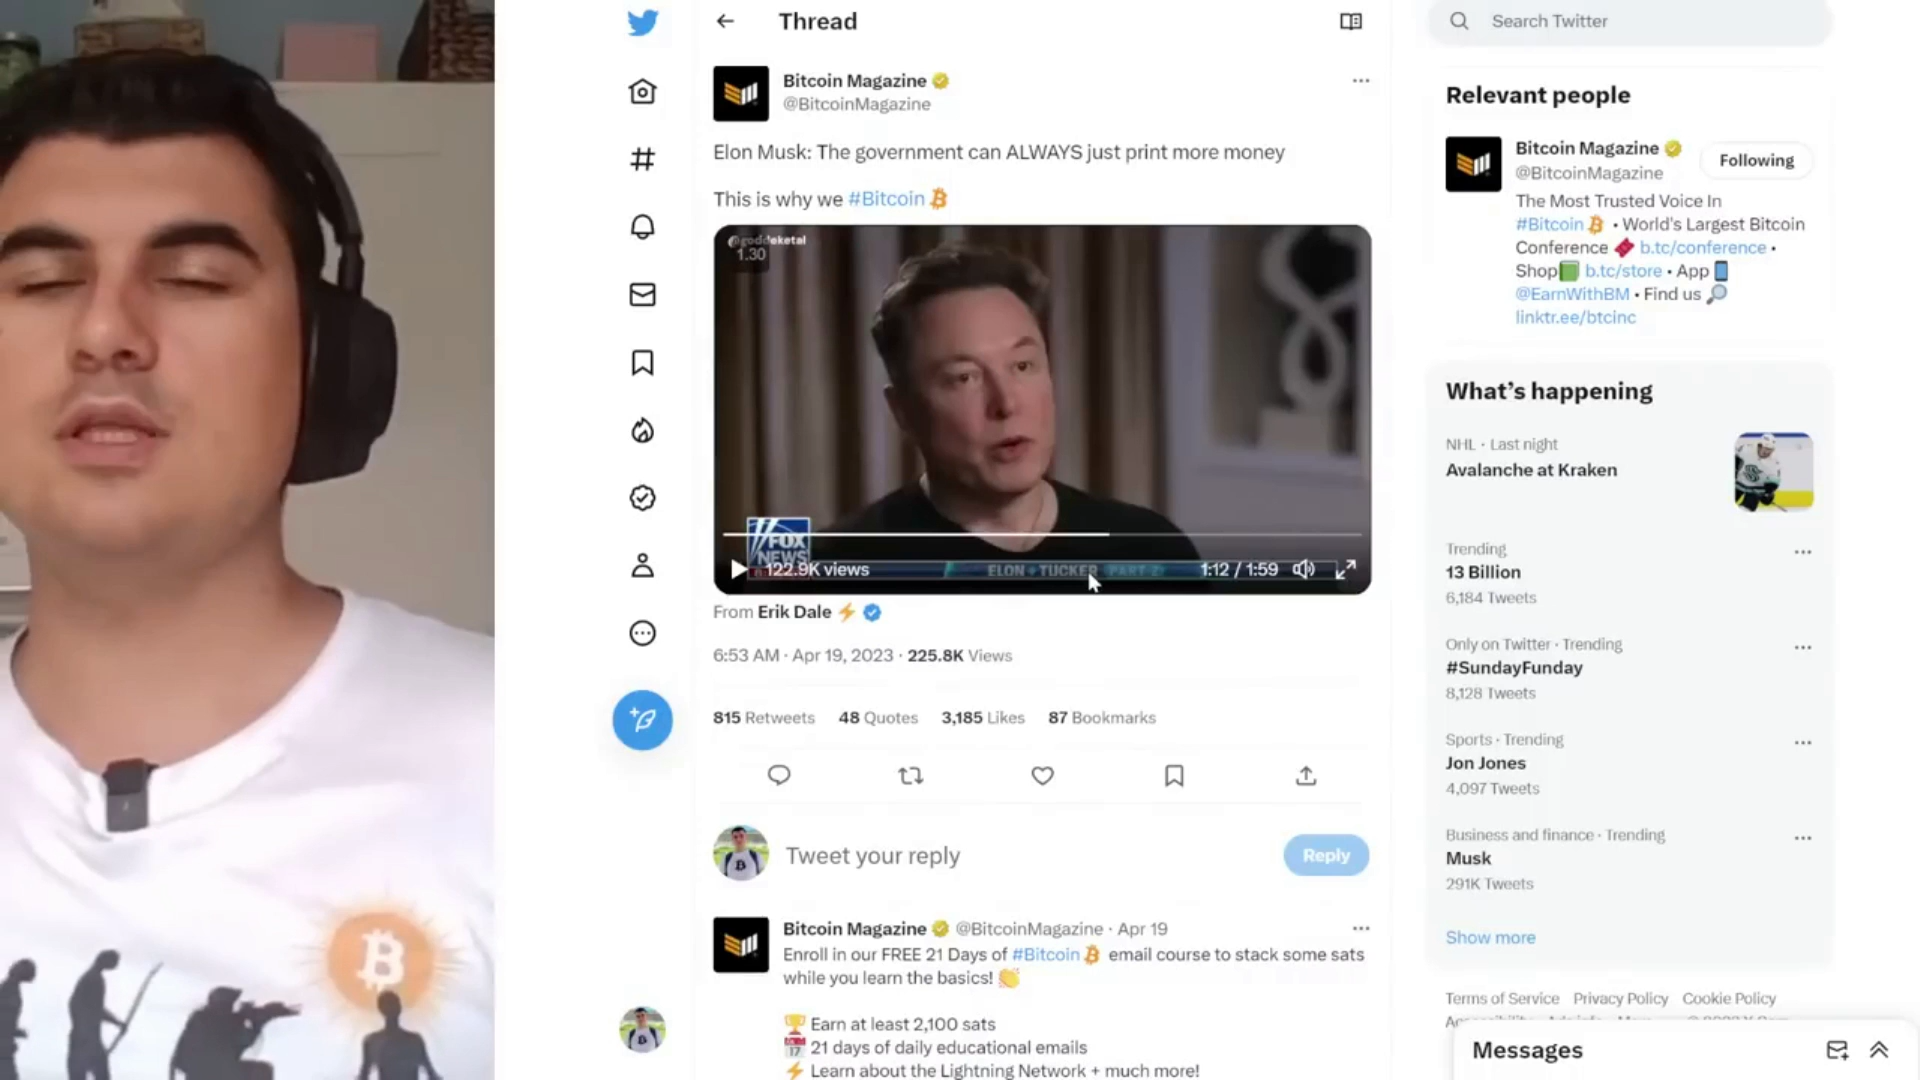 Thread
Search Twitter
Bitcoin Magazine
@BitcoinMagazine
Elon Musk: The government can ALWAYS just print more money
This is why we #Bitcoin
1.30
FOX
NEWS
122.9K views
ELON + TUCKER PART 2
1:12 / 1:59
From Erik Dale
6:53 AM · Apr 19, 2023 · 225.8K Views
815 Retweets 48 Quotes 3,185 Likes 87 Bookmarks
Tweet your reply
Reply
Bitcoin Magazine @BitcoinMagazine · Apr 19
Enroll in our FREE 21 Days of #Bitcoin email course to stack some sats
while you learn the basics!
Earn at least 2,100 sats
21 days of daily educational emails
Learn about the Lightning Network + much more!
Relevant people
Bitcoin Magazine
@BitcoinMagazine
Following
The Most Trusted Voice In
#Bitcoin • World's Largest Bitcoin
Conference b.tc/conference •
Shop b.tc/store • App
@EarnWithBM • Find us
linktr.ee/btcinc
What's happening
NHL · Last night
Avalanche at Kraken
Trending
13 Billion
6,184 Tweets
Only on Twitter · Trending
#SundayFunday
8,128 Tweets
Sports · Trending
Jon Jones
4,097 Tweets
Business and finance · Trending
Musk
291K Tweets
Show more
Terms of Service Privacy Policy Cookie Policy
Messages